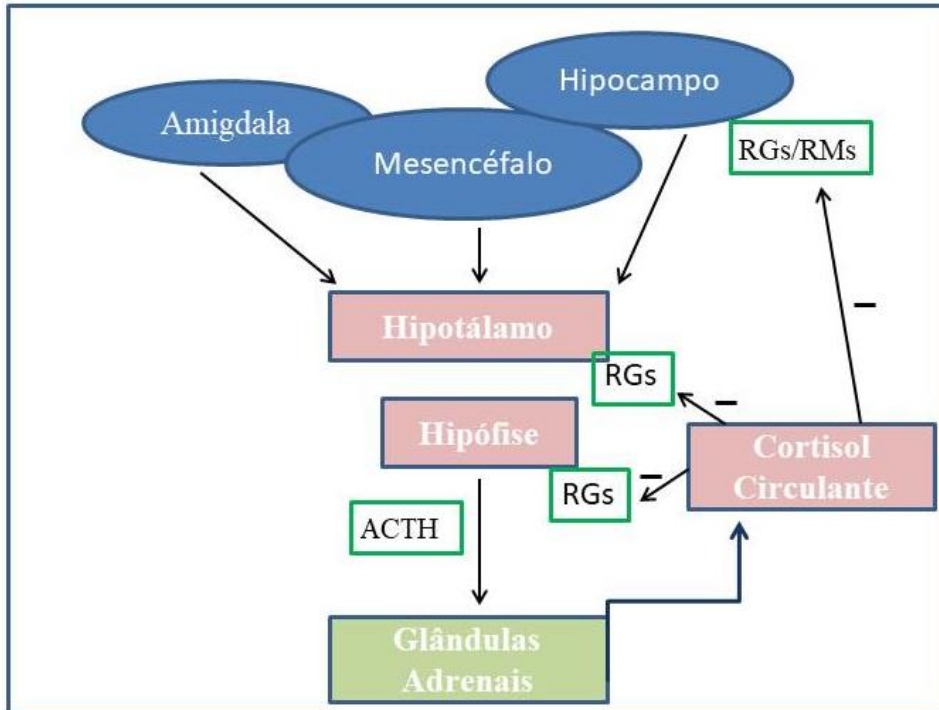 Hipocampo
Amigdala
Mesencéfalo
RGs/RMs
–
Hipotálamo
RGs
–
Hipófise
Cortisol
Circulante
RGs
–
ACTH
Glândulas
Adrenais